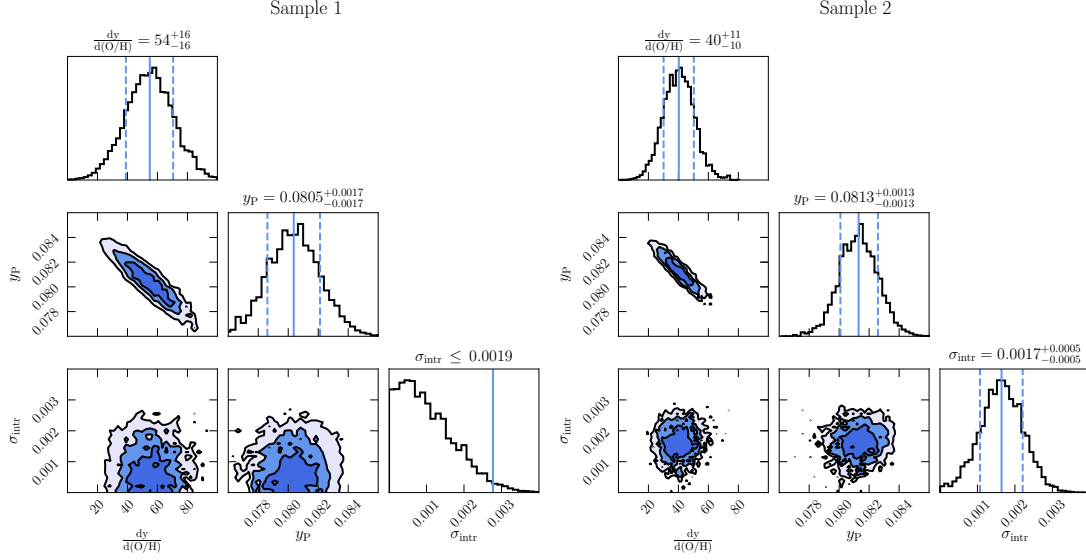 Sample 1
Sample 2
dy/d(O/H) = 54 +16 −16
dy/d(O/H) = 40 +11 −10
y_P = 0.0805 +0.0017 −0.0017
y_P = 0.0813 +0.0013 −0.0013
0.084
0.082
0.080
0.078
y_P
0.084
0.082
0.080
0.078
y_P
σ_intr ≤ 0.0019
σ_intr = 0.0017 +0.0005 −0.0005
0.003
0.002
0.001
σ_intr
0.003
0.002
0.001
σ_intr
20 40 60 80
0.078 0.080 0.082 0.084
0.001 0.002 0.003
20 40 60 80
0.078 0.080 0.082 0.084
0.001 0.002 0.003
dy/d(O/H)
y_P
σ_intr
dy/d(O/H)
y_P
σ_intr